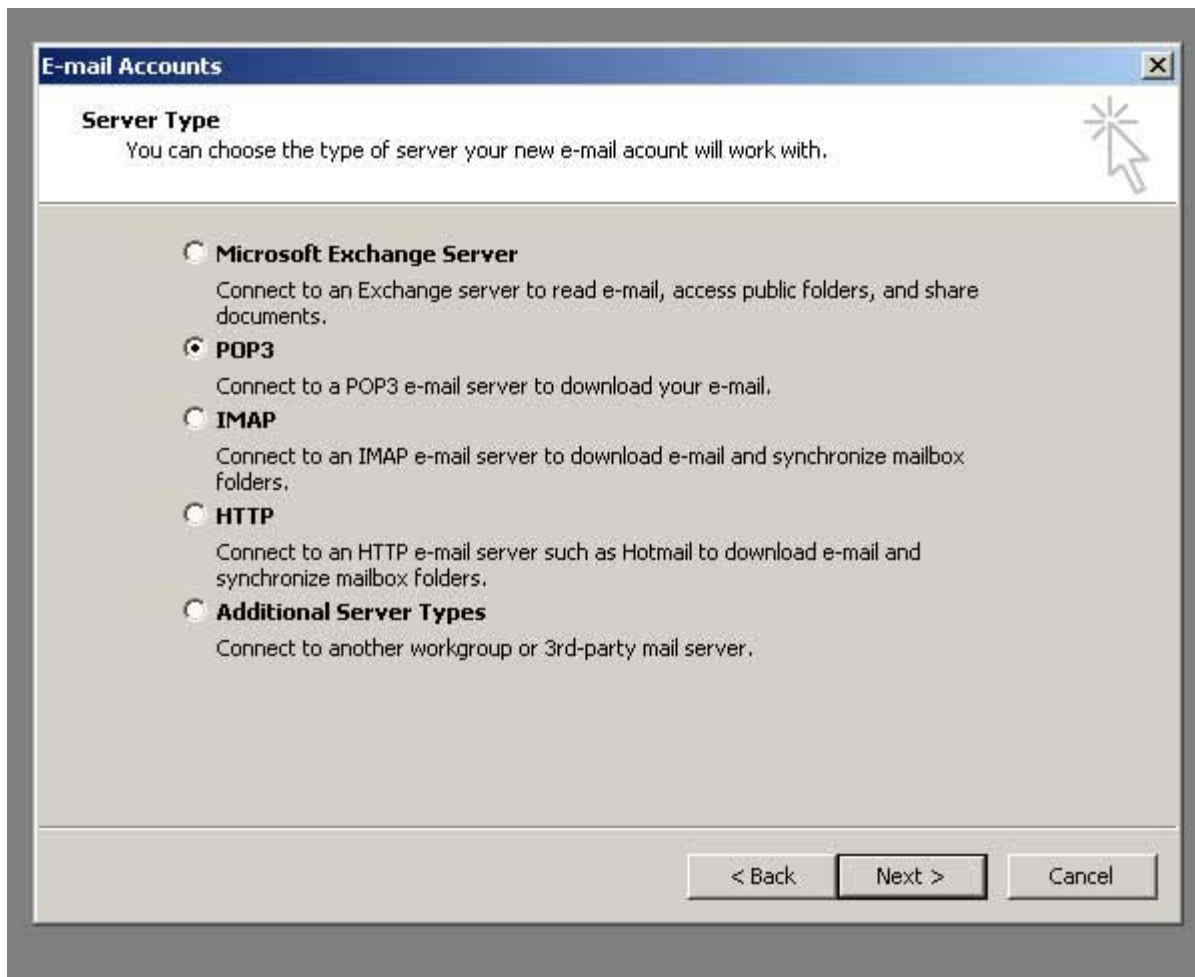 E-mail Accounts
Server Type
You can choose the type of server your new e-mail acount will work with.
Microsoft Exchange Server
Connect to an Exchange server to read e-mail, access public folders, and share
documents.
POP3
Connect to a POP3 e-mail server to download your e-mail.
IMAP
Connect to an IMAP e-mail server to download e-mail and synchronize mailbox
folders.
HTTP
Connect to an HTTP e-mail server such as Hotmail to download e-mail and
synchronize mailbox folders.
Additional Server Types
Connect to another workgroup or 3rd-party mail server.
< Back Next > Cancel